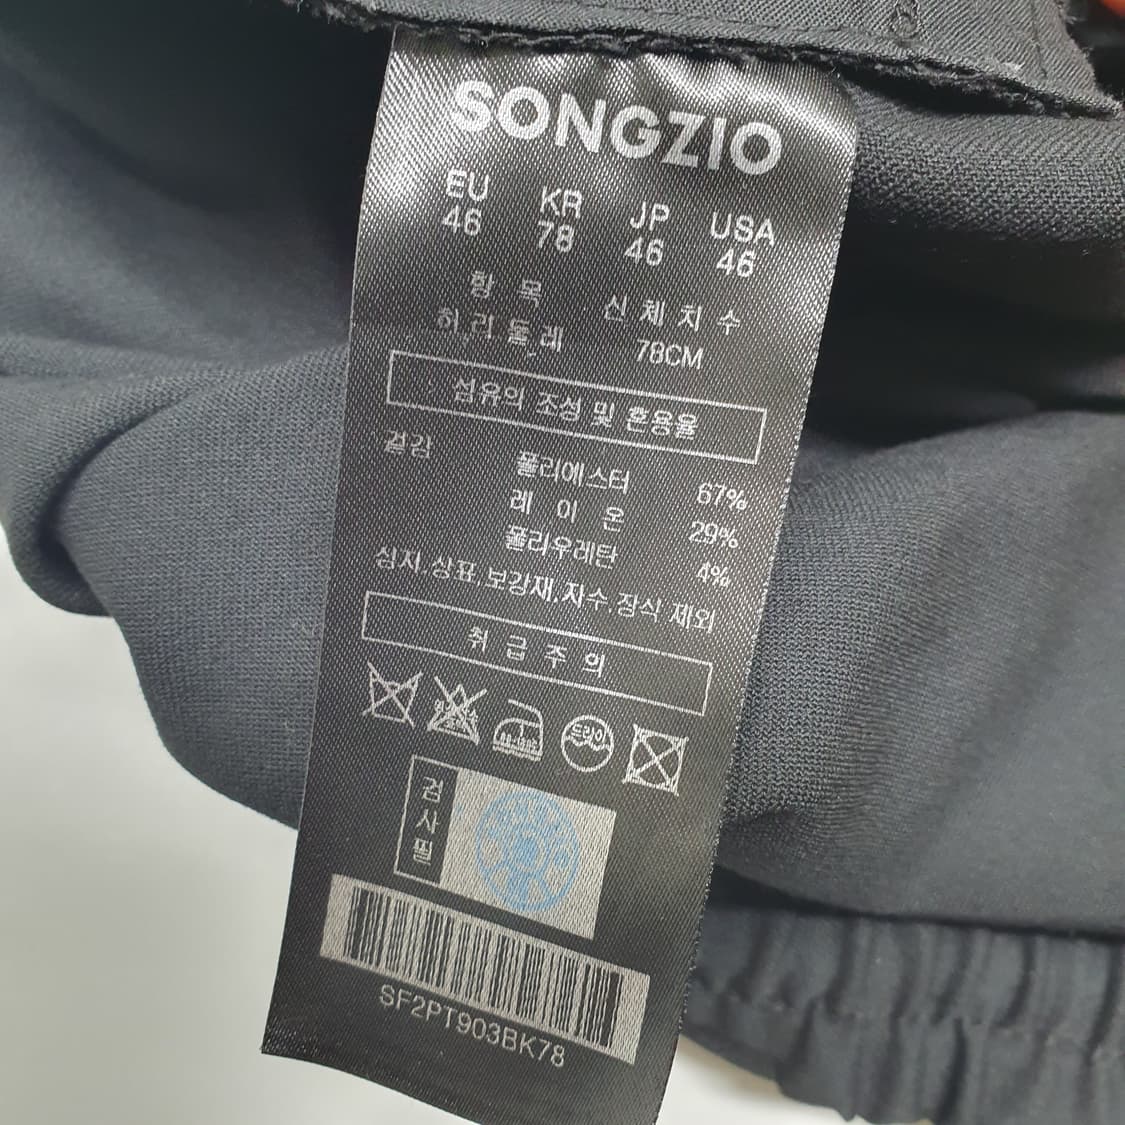 SONGZIO
EU KR JP USA
46 78 46 46
항 목 신 체 치 수
허 리 둘 레 78CM
섬유의 조성 및 혼용율
겉감 폴리에스터 67%
레 이 온 29%
폴리우레탄 4%
심지.상표.보강재.자수.장식 제외
취 급 주 의
드라이
검사필
SF2PT903BK78